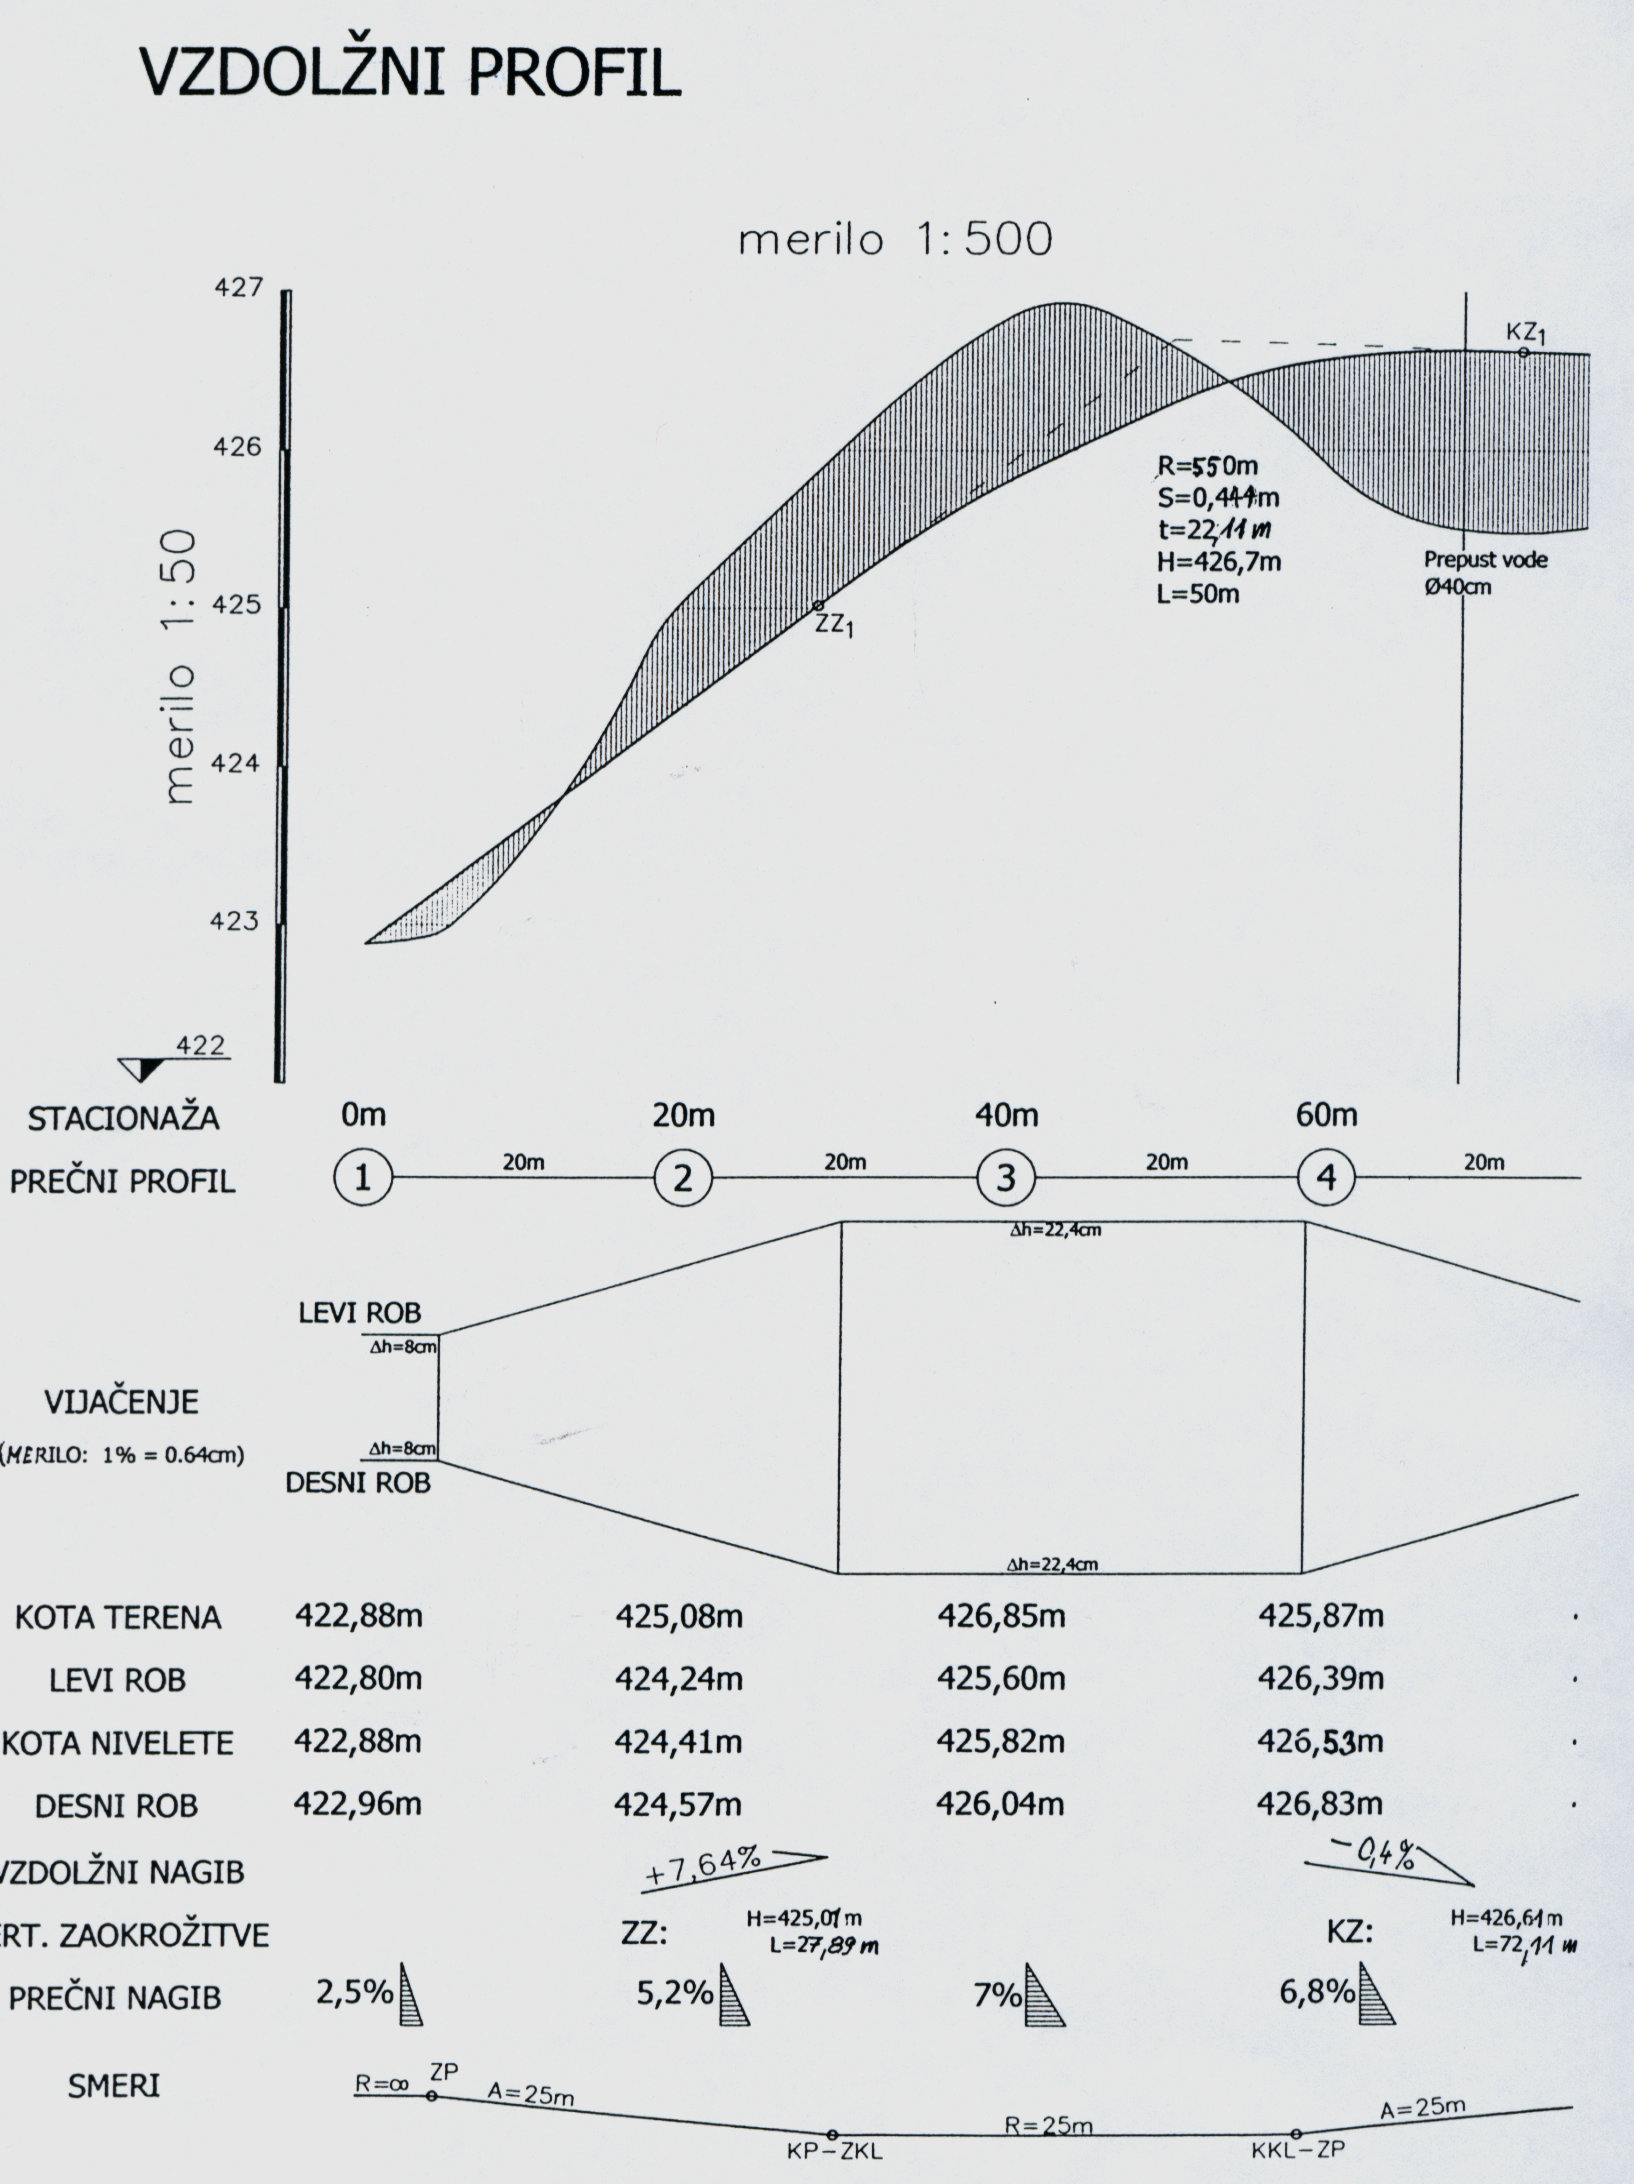 VZDOLŽNI PROFIL
merilo 1:500
427
KZ1
426
R=550m
S=0,444m
t=22,11m
H=426,7m
L=50m
merilo 1:50
Prepust vode
Ø40cm
425
ZZ1
424
423
422
STACIONAŽA 0m 20m 40m 60m
PREČNI PROFIL 1 20m 2 20m 3 20m 4 20m
Δh=22,4cm
LEVI ROB
Δh=8cm
VIJAČENJE
(MERILO: 1% = 0.64cm)
Δh=8cm
DESNI ROB
Δh=22,4cm
KOTA TERENA 422,88m 425,08m 426,85m 425,87m
LEVI ROB 422,80m 424,24m 425,60m 426,39m
KOTA NIVELETE 422,88m 424,41m 425,82m 426,53m
DESNI ROB 422,96m 424,57m 426,04m 426,83m
VZDOLŽNI NAGIB +7,64% -0,4%
ERT. ZAOKROŽITVE ZZ: H=425,01m KZ: H=426,61m
L=27,89m L=72,11m
PREČNI NAGIB 2,5% 5,2% 7% 6,8%
SMERI R=∞ ZP A=25m R=25m A=25m
KP-ZKL KKL-ZP